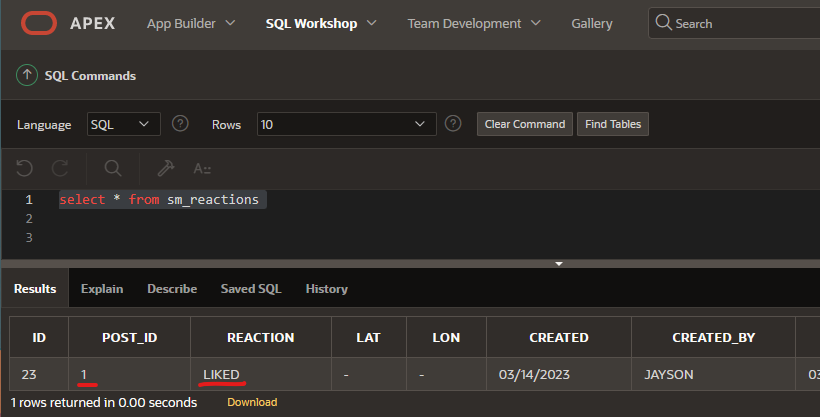 APEX App Builder SQL Workshop Team Development Gallery Search
SQL Commands
Language SQL ? Rows 10 ? Clear Command Find Tables
A
1 select * from sm_reactions
2
3
Results Explain Describe Saved SQL History
ID POST_ID REACTION LAT LON CREATED CREATED_BY
23 1 LIKED - - 03/14/2023 JAYSON 03
1 rows returned in 0.00 seconds Download